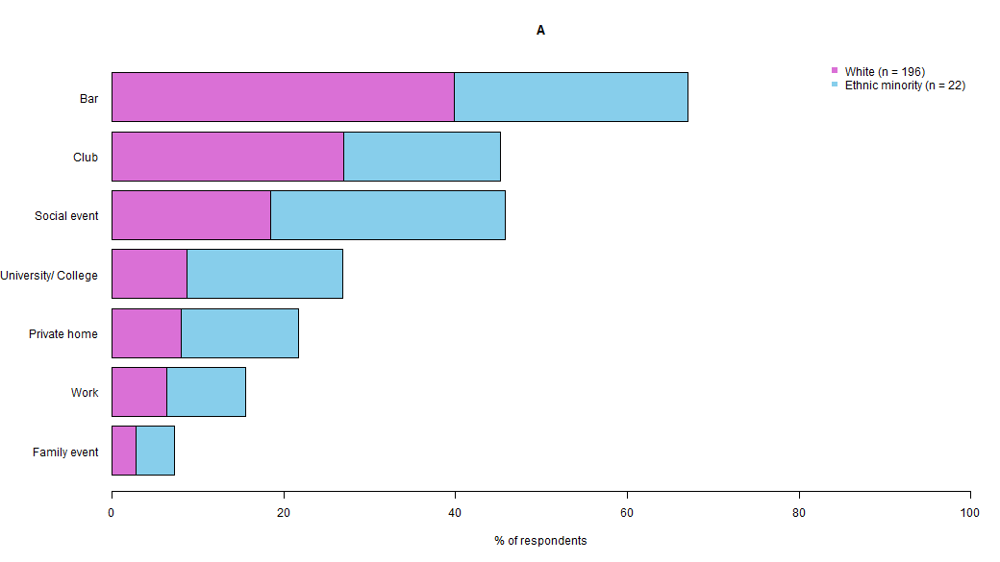 A
White (n = 196)
Ethnic minority (n = 22)
Bar
Club
Social event
University/ College
Private home
Work
Family event
0 20 40 60 80 100
% of respondents